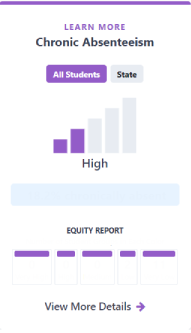 LEARN MORE
Chronic Absenteeism
All Students State
High
EQUITY REPORT
View More Details →